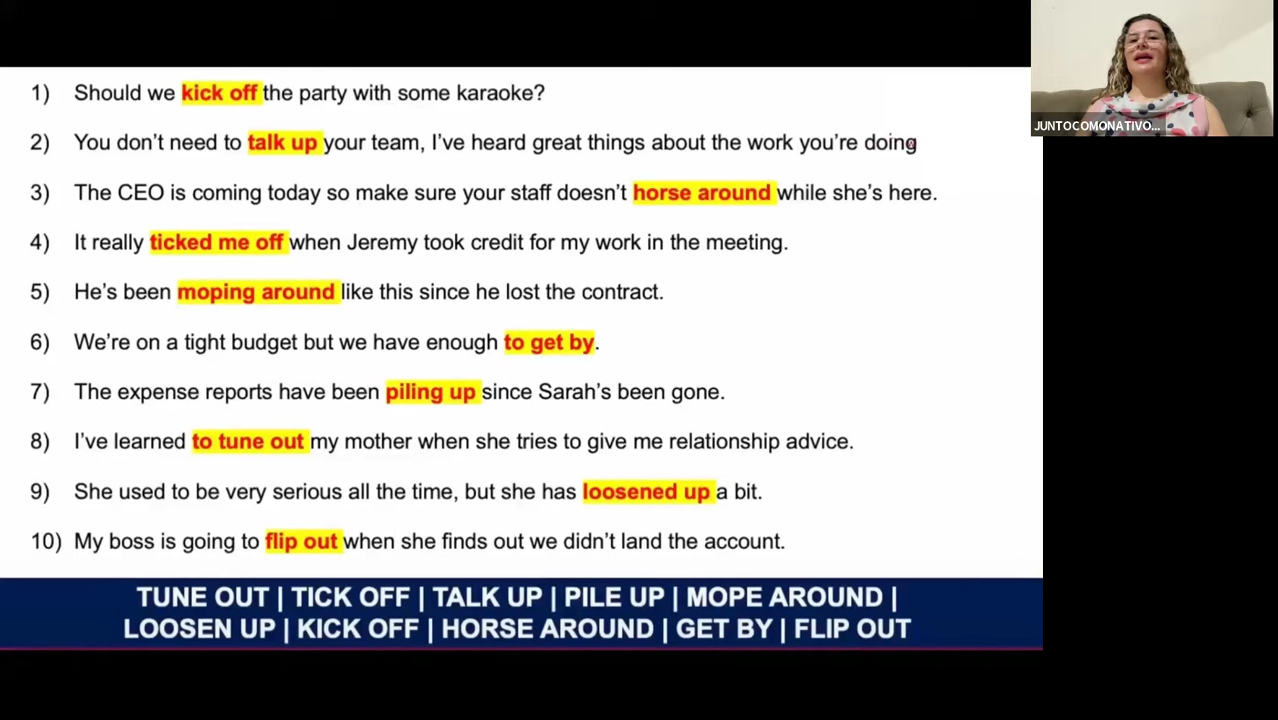 1) Should we kick off the party with some karaoke?
2) You don't need to talk up your team, I've heard great things about the work you're doing
3) The CEO is coming today so make sure your staff doesn't horse around while she's here.
4) It really ticked me off when Jeremy took credit for my work in the meeting.
5) He's been moping around like this since he lost the contract.
6) We're on a tight budget but we have enough to get by.
7) The expense reports have been piling up since Sarah's been gone.
8) I've learned to tune out my mother when she tries to give me relationship advice.
9) She used to be very serious all the time, but she has loosened up a bit.
10) My boss is going to flip out when she finds out we didn't land the account.
TUNE OUT | TICK OFF | TALK UP | PILE UP | MOPE AROUND |
LOOSEN UP | KICK OFF | HORSE AROUND | GET BY | FLIP OUT
JUNTOCOMONATIVO...